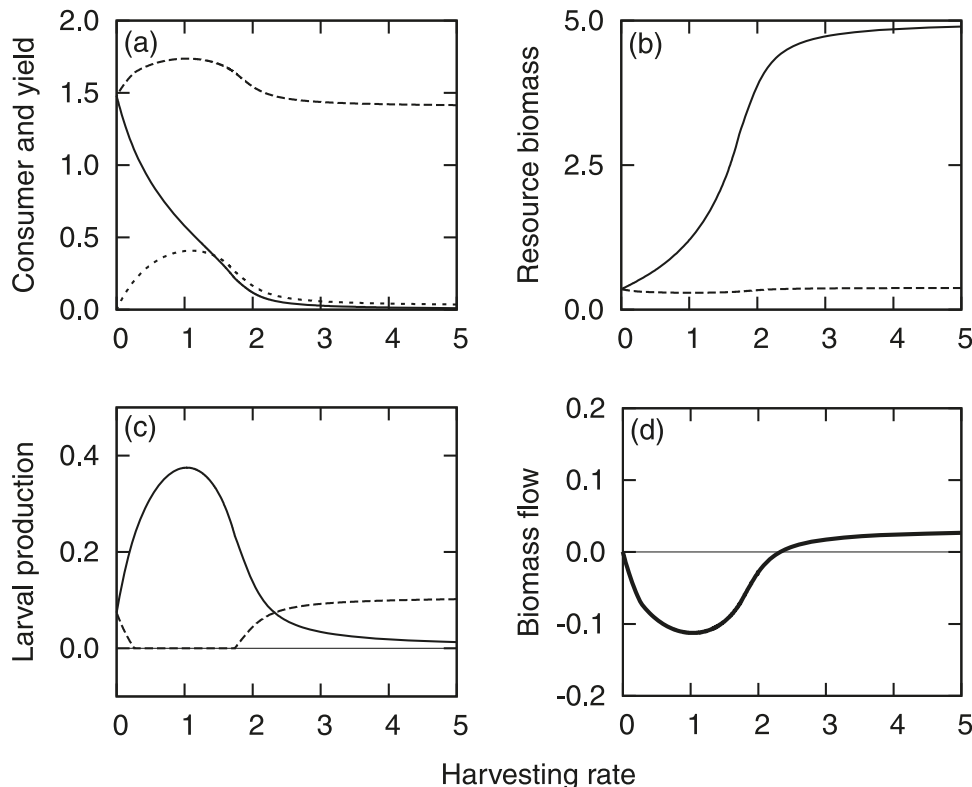 (a)
Consumer and yield
2.0
1.5
1.0
0.5
0.0
0 1 2 3 4 5
(b)
Resource biomass
5.0
2.5
0.0
0 1 2 3 4 5
(c)
Larval production
0.4
0.2
0.0
0 1 2 3 4 5
(d)
Biomass flow
0.2
0.1
0.0
-0.1
-0.2
0 1 2 3 4 5
Harvesting rate